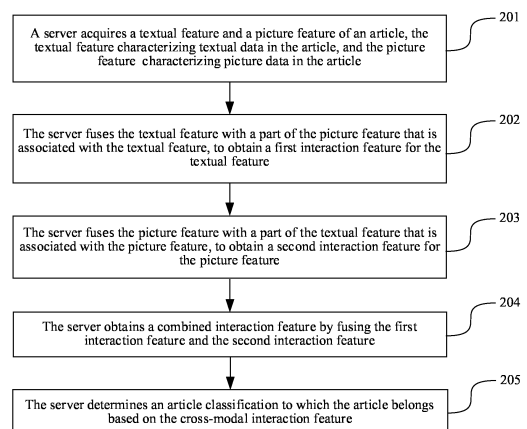 201
A server acquires a textual feature and a picture feature of an article, the
textual feature characterizing textual data in the article, and the picture
feature characterizing picture data in the article
202
The server fuses the textual feature with a part of the picture feature that is
associated with the textual feature, to obtain a first interaction feature for the
textual feature
203
The server fuses the picture feature with a part of the textual feature that is
associated with the picture feature, to obtain a second interaction feature for
the picture feature
204
The server obtains a combined interaction feature by fusing the first
interaction feature and the second interaction feature
205
The server determines an article classification to which the article belongs
based on the cross-modal interaction feature